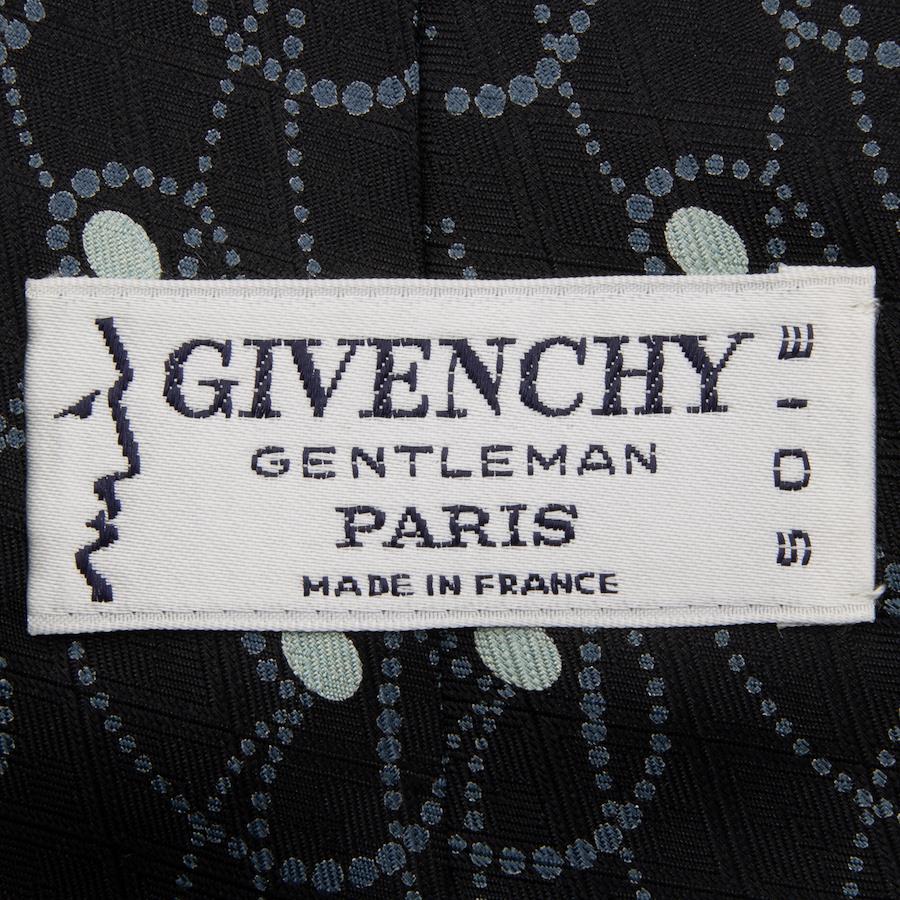 GIVENCHY
GENTLEMAN
PARIS
MADE IN FRANCE
SOIE